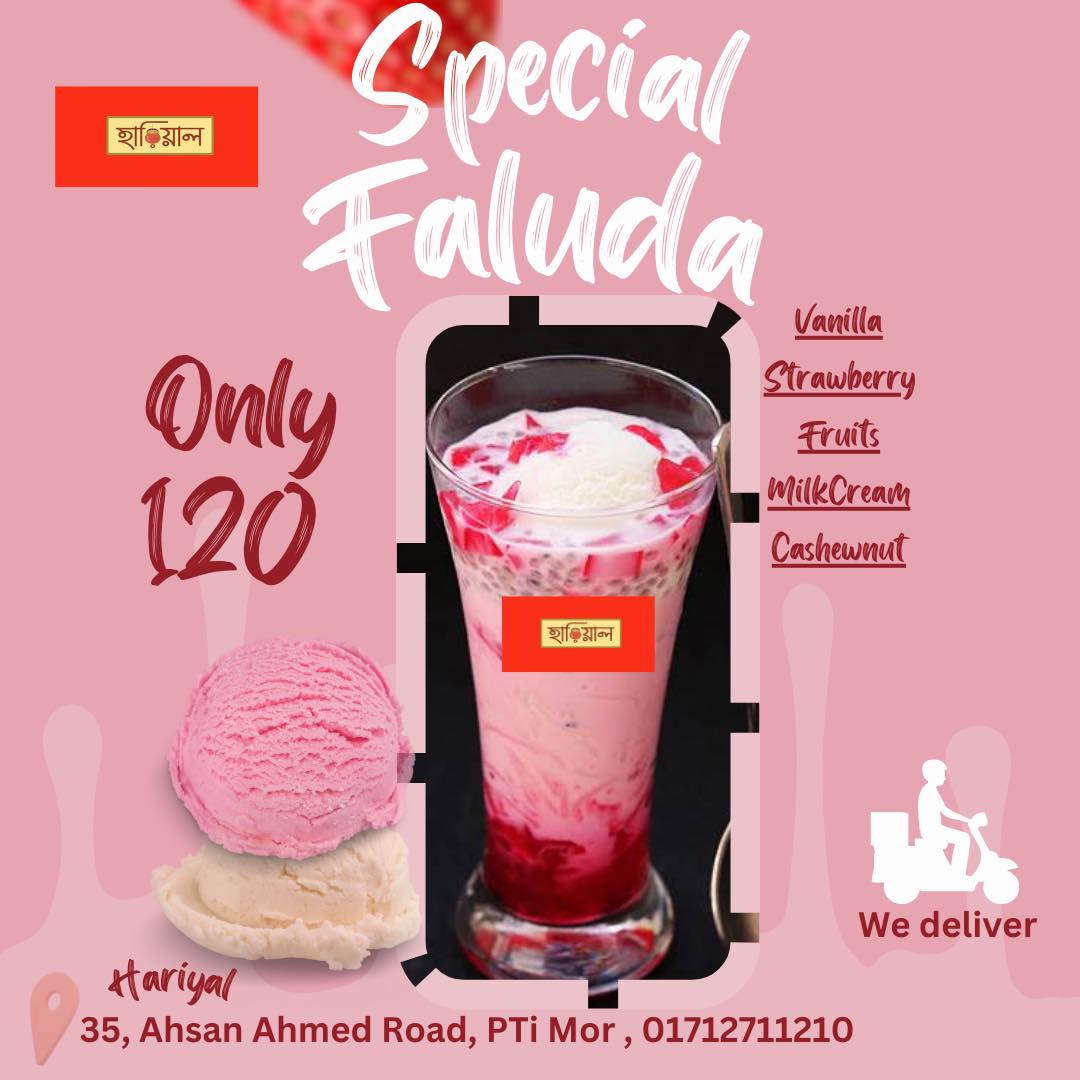 Special
হাড়িয়াল
Faluda
Only
120
Vanilla
Strawberry
Fruits
MilkCream
Cashewnut
হাড়িয়াল
We deliver
Hariyal
35, Ahsan Ahmed Road, PTi Mor , 01712711210